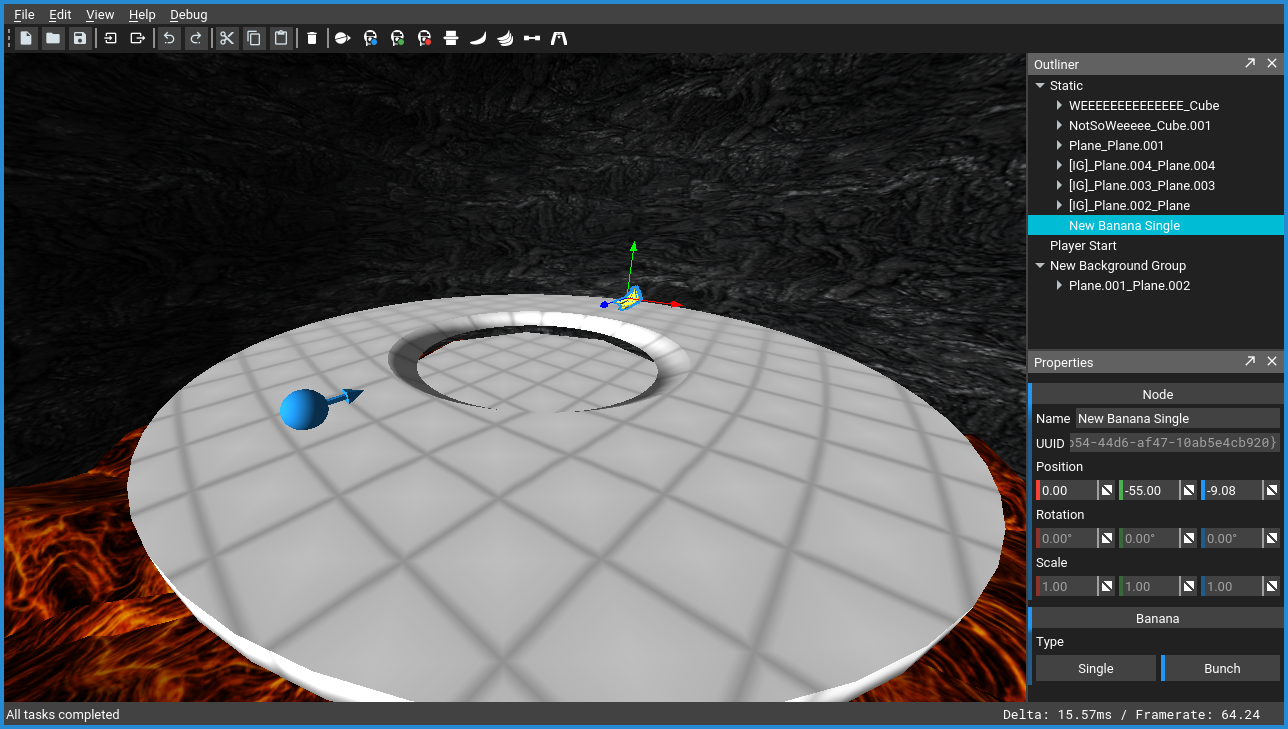 File Edit View Help Debug
Outliner
Static
WEEEEEEEEEEEEEE_Cube
NotSoWeeeee_Cube.001
Plane_Plane.001
[IG]_Plane.004_Plane.004
[IG]_Plane.003_Plane.003
[IG]_Plane.002_Plane
New Banana Single
Player Start
New Background Group
Plane.001_Plane.002
Properties
Node
Name New Banana Single
UUID b54-44d6-af47-10ab5e4cb920}
Position
0.00 -55.00 -9.08
Rotation
0.00° 0.00° 0.00°
Scale
1.00 1.00 1.00
Banana
Type
Single Bunch
All tasks completed Delta: 15.57ms / Framerate: 64.24